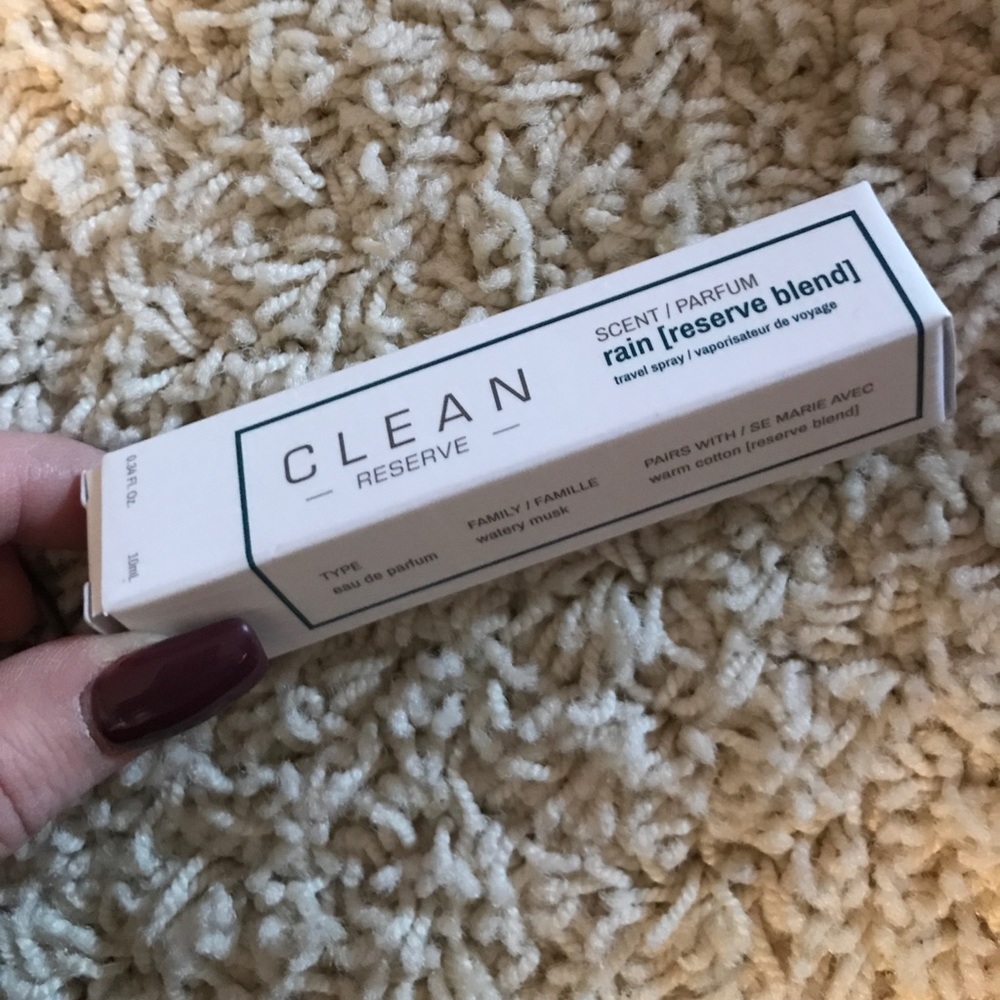 CLEAN
— RESERVE —
SCENT / PARFUM
rain [reserve blend]
travel spray / vaporisateur de voyage
TYPE
eau de parfum
FAMILY / FAMILLE
watery musk
PAIRS WITH / SE MARIE AVEC
warm cotton [reserve blend]
0.34 Fl. Oz.
10mL